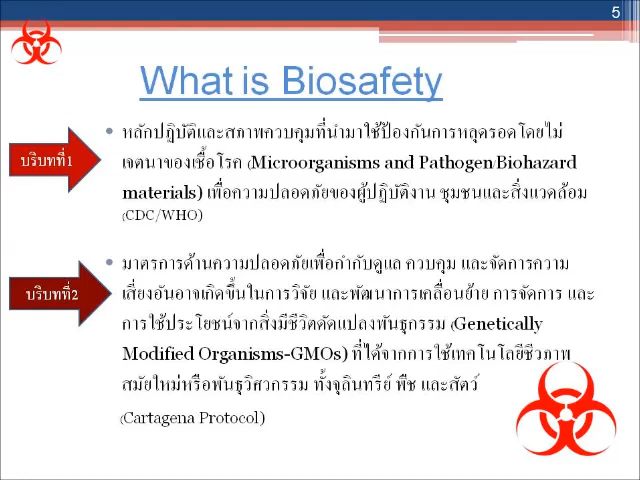 5
What is Biosafety
บริบทที่1
• หลักปฏิบัติและสภาพควบคุมที่นำมาใช้ป้องกันการหลุดรอดโดยไม่
เจตนาของเชื้อโรค (Microorganisms and Pathogen/Biohazard
materials) เพื่อความปลอดภัยของผู้ปฏิบัติงาน ชุมชนและสิ่งแวดล้อม
(CDC/WHO)
บริบทที่2
• มาตรการด้านความปลอดภัยเพื่อกำกับดูแล ควบคุม และจัดการความ
เสี่ยงอันอาจเกิดขึ้นในการวิจัย และพัฒนาการเคลื่อนย้าย การจัดการ และ
การใช้ประโยชน์จากสิ่งมีชีวิตดัดแปลงพันธุกรรม (Genetically
Modified Organisms-GMOs) ที่ได้จากการใช้เทคโนโลยีชีวภาพ
สมัยใหม่หรือพันธุวิศวกรรม ทั้งจุลินทรีย์ พืช และสัตว์
(Cartagena Protocol)